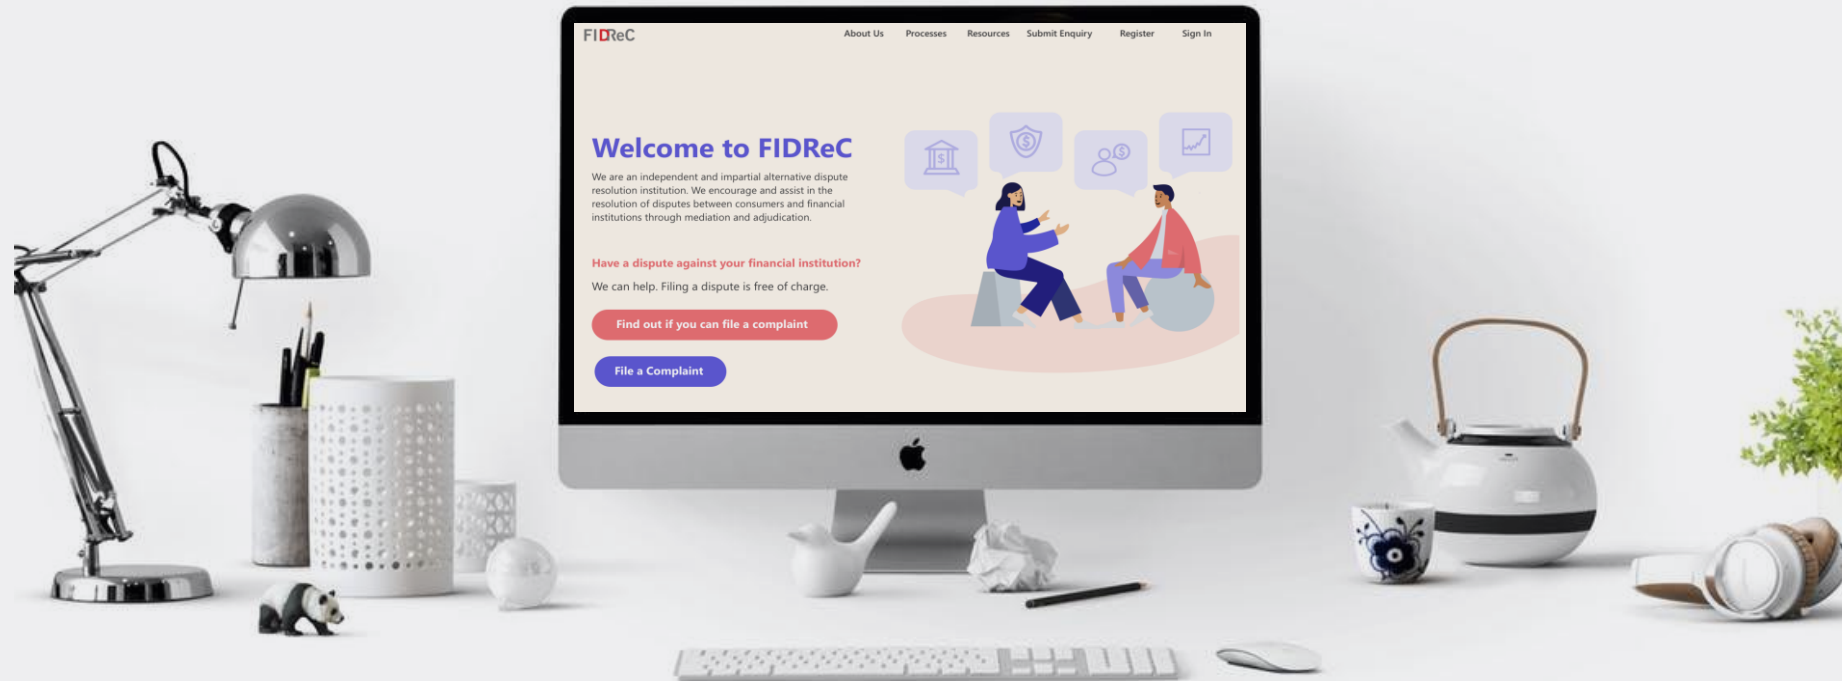 FIDReC
About Us Processes Resources Submit Enquiry Register Sign In
Welcome to FIDReC
We are an independent and impartial alternative dispute
resolution institution. We encourage and assist in the
resolution of disputes between consumers and financial
institutions through mediation and adjudication.
Have a dispute against your financial institution?
We can help. Filing a dispute is free of charge.
Find out if you can file a complaint
File a Complaint